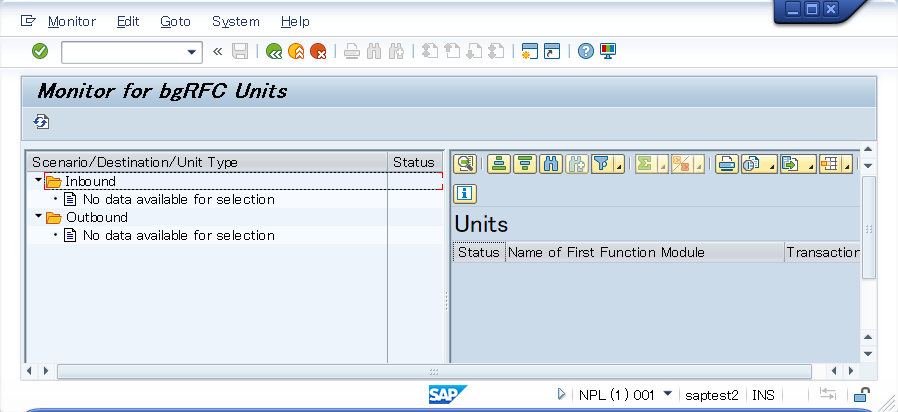 Monitor Edit Goto System Help
Monitor for bgRFC Units
Scenario/Destination/Unit Type Status
Inbound
No data available for selection
Outbound
No data available for selection
Units
Status Name of First Function Module Transaction
SAP NPL (1) 001 saptest2 INS